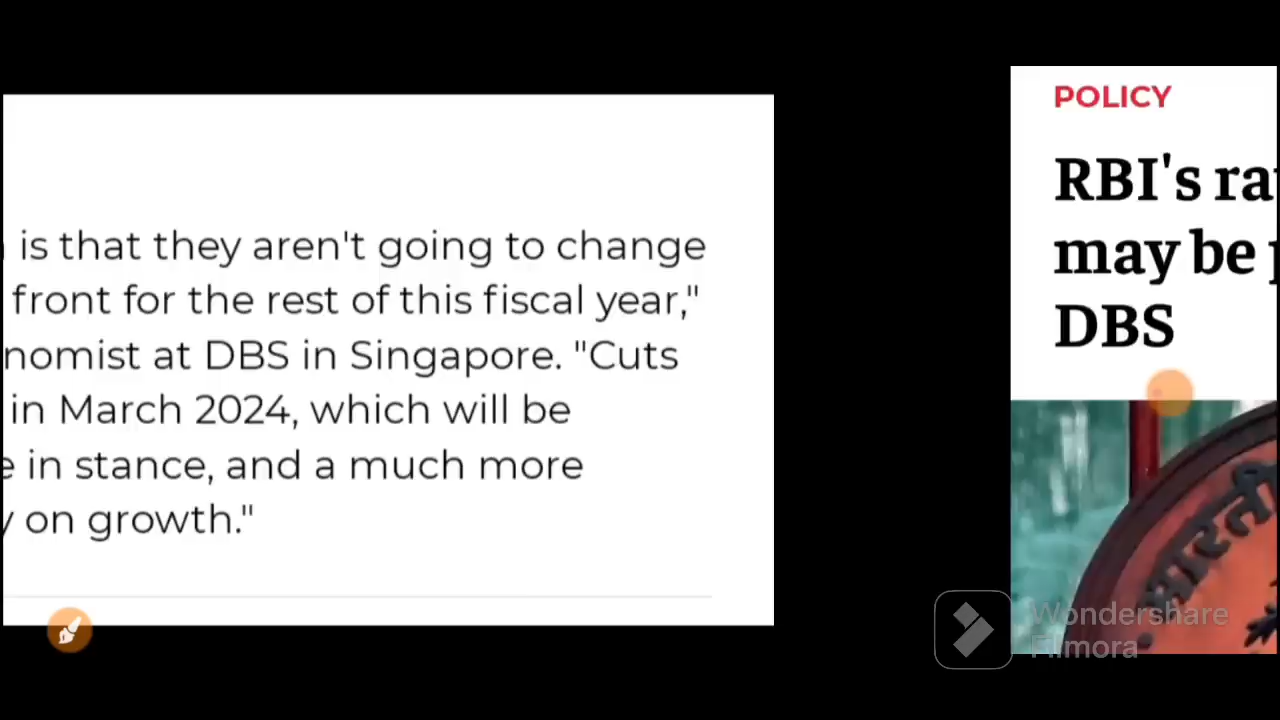 is that they aren't going to change
front for the rest of this fiscal year,"
at DBS in Singapore. "Cuts
in March 2024, which will be
in stance, and a much more
on growth."
POLICY
RBI's
may be
DBS
भारती
Wondershare
Filmora